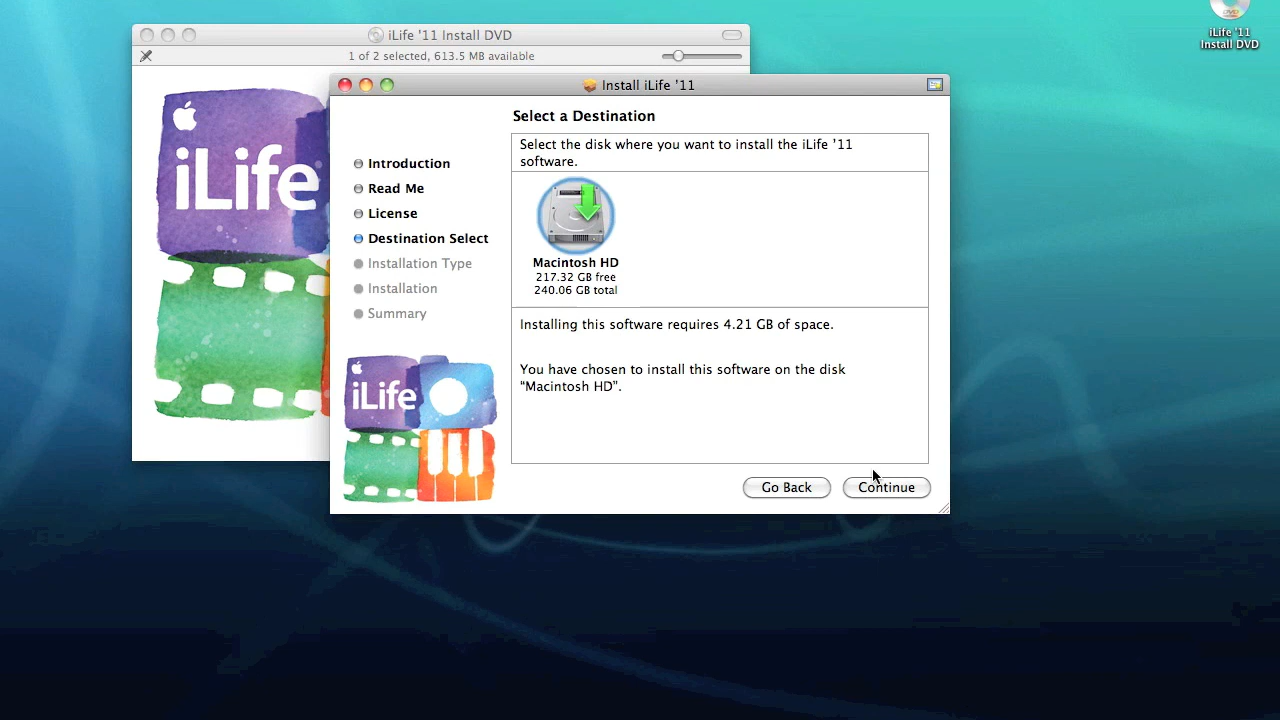 iLife '11 Install DVD
1 of 2 selected, 613.5 MB available
iLife
DVD
iLife '11
Install DVD
Install iLife '11
Select a Destination
Introduction
Read Me
License
Destination Select
Installation Type
Installation
Summary
iLife
Select the disk where you want to install the iLife '11
software.
Macintosh HD
217.32 GB free
240.06 GB total
Installing this software requires 4.21 GB of space.
You have chosen to install this software on the disk
“Macintosh HD”.
Go Back
Continue